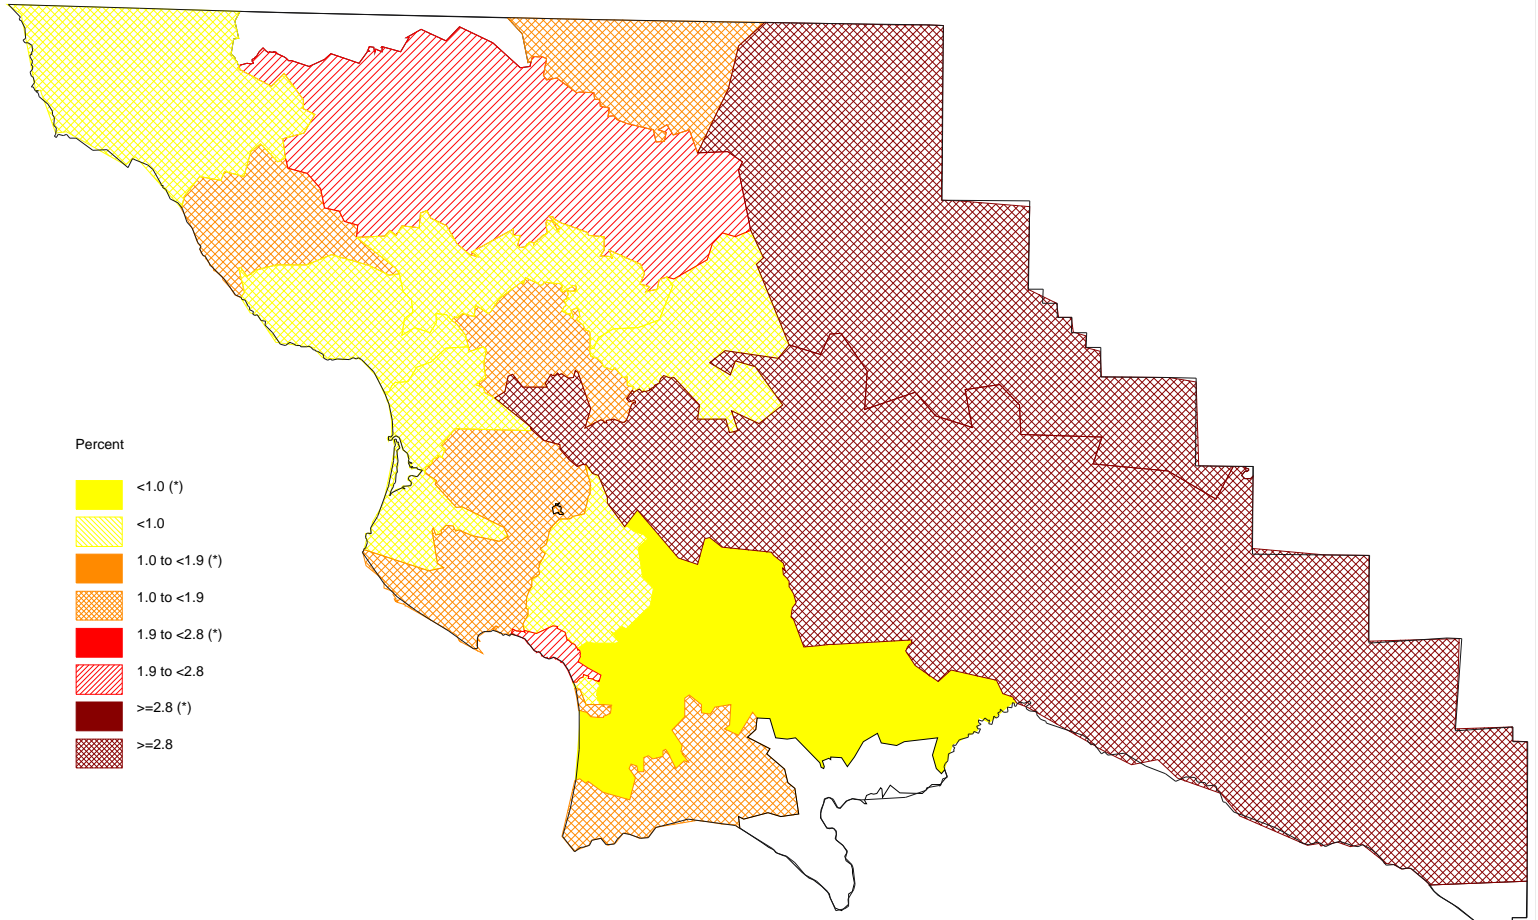 Percent
<1.0 (*)
<1.0
1.0 to <1.9 (*)
1.0 to <1.9
1.9 to <2.8 (*)
1.9 to <2.8
>=2.8 (*)
>=2.8